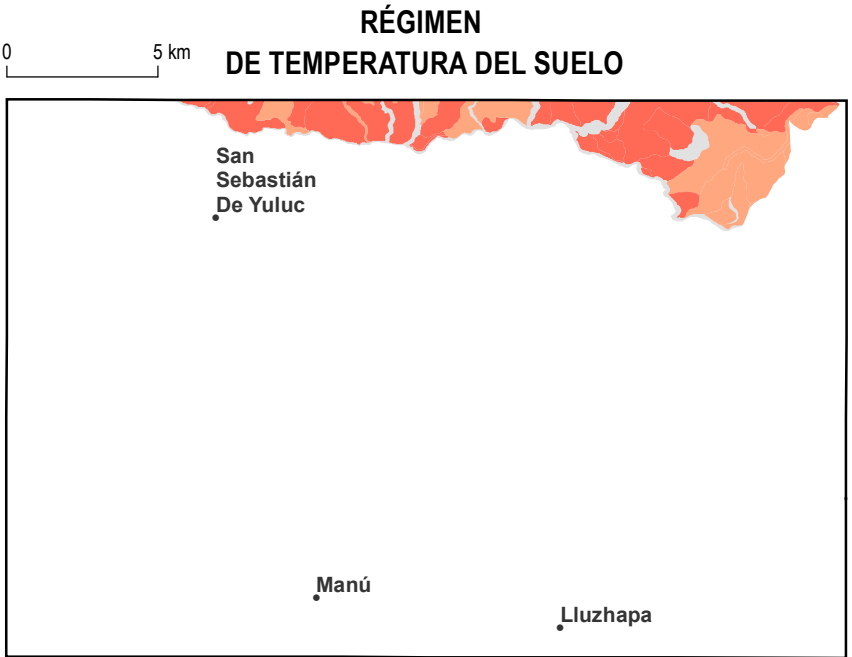 RÉGIMEN
DE TEMPERATURA DEL SUELO
0 5 km
San
Sebastián
De Yuluc
Manú
Lluzhapa